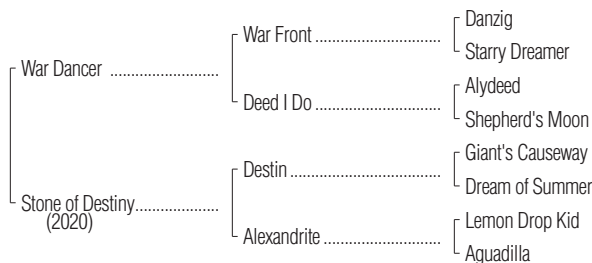 War Dancer
Stone of Destiny
(2020)
War Front
Deed I Do
Destin
Alexandrite
Danzig
Starry Dreamer
Alydeed
Shepherd's Moon
Giant's Causeway
Dream of Summer
Lemon Drop Kid
Aguadilla